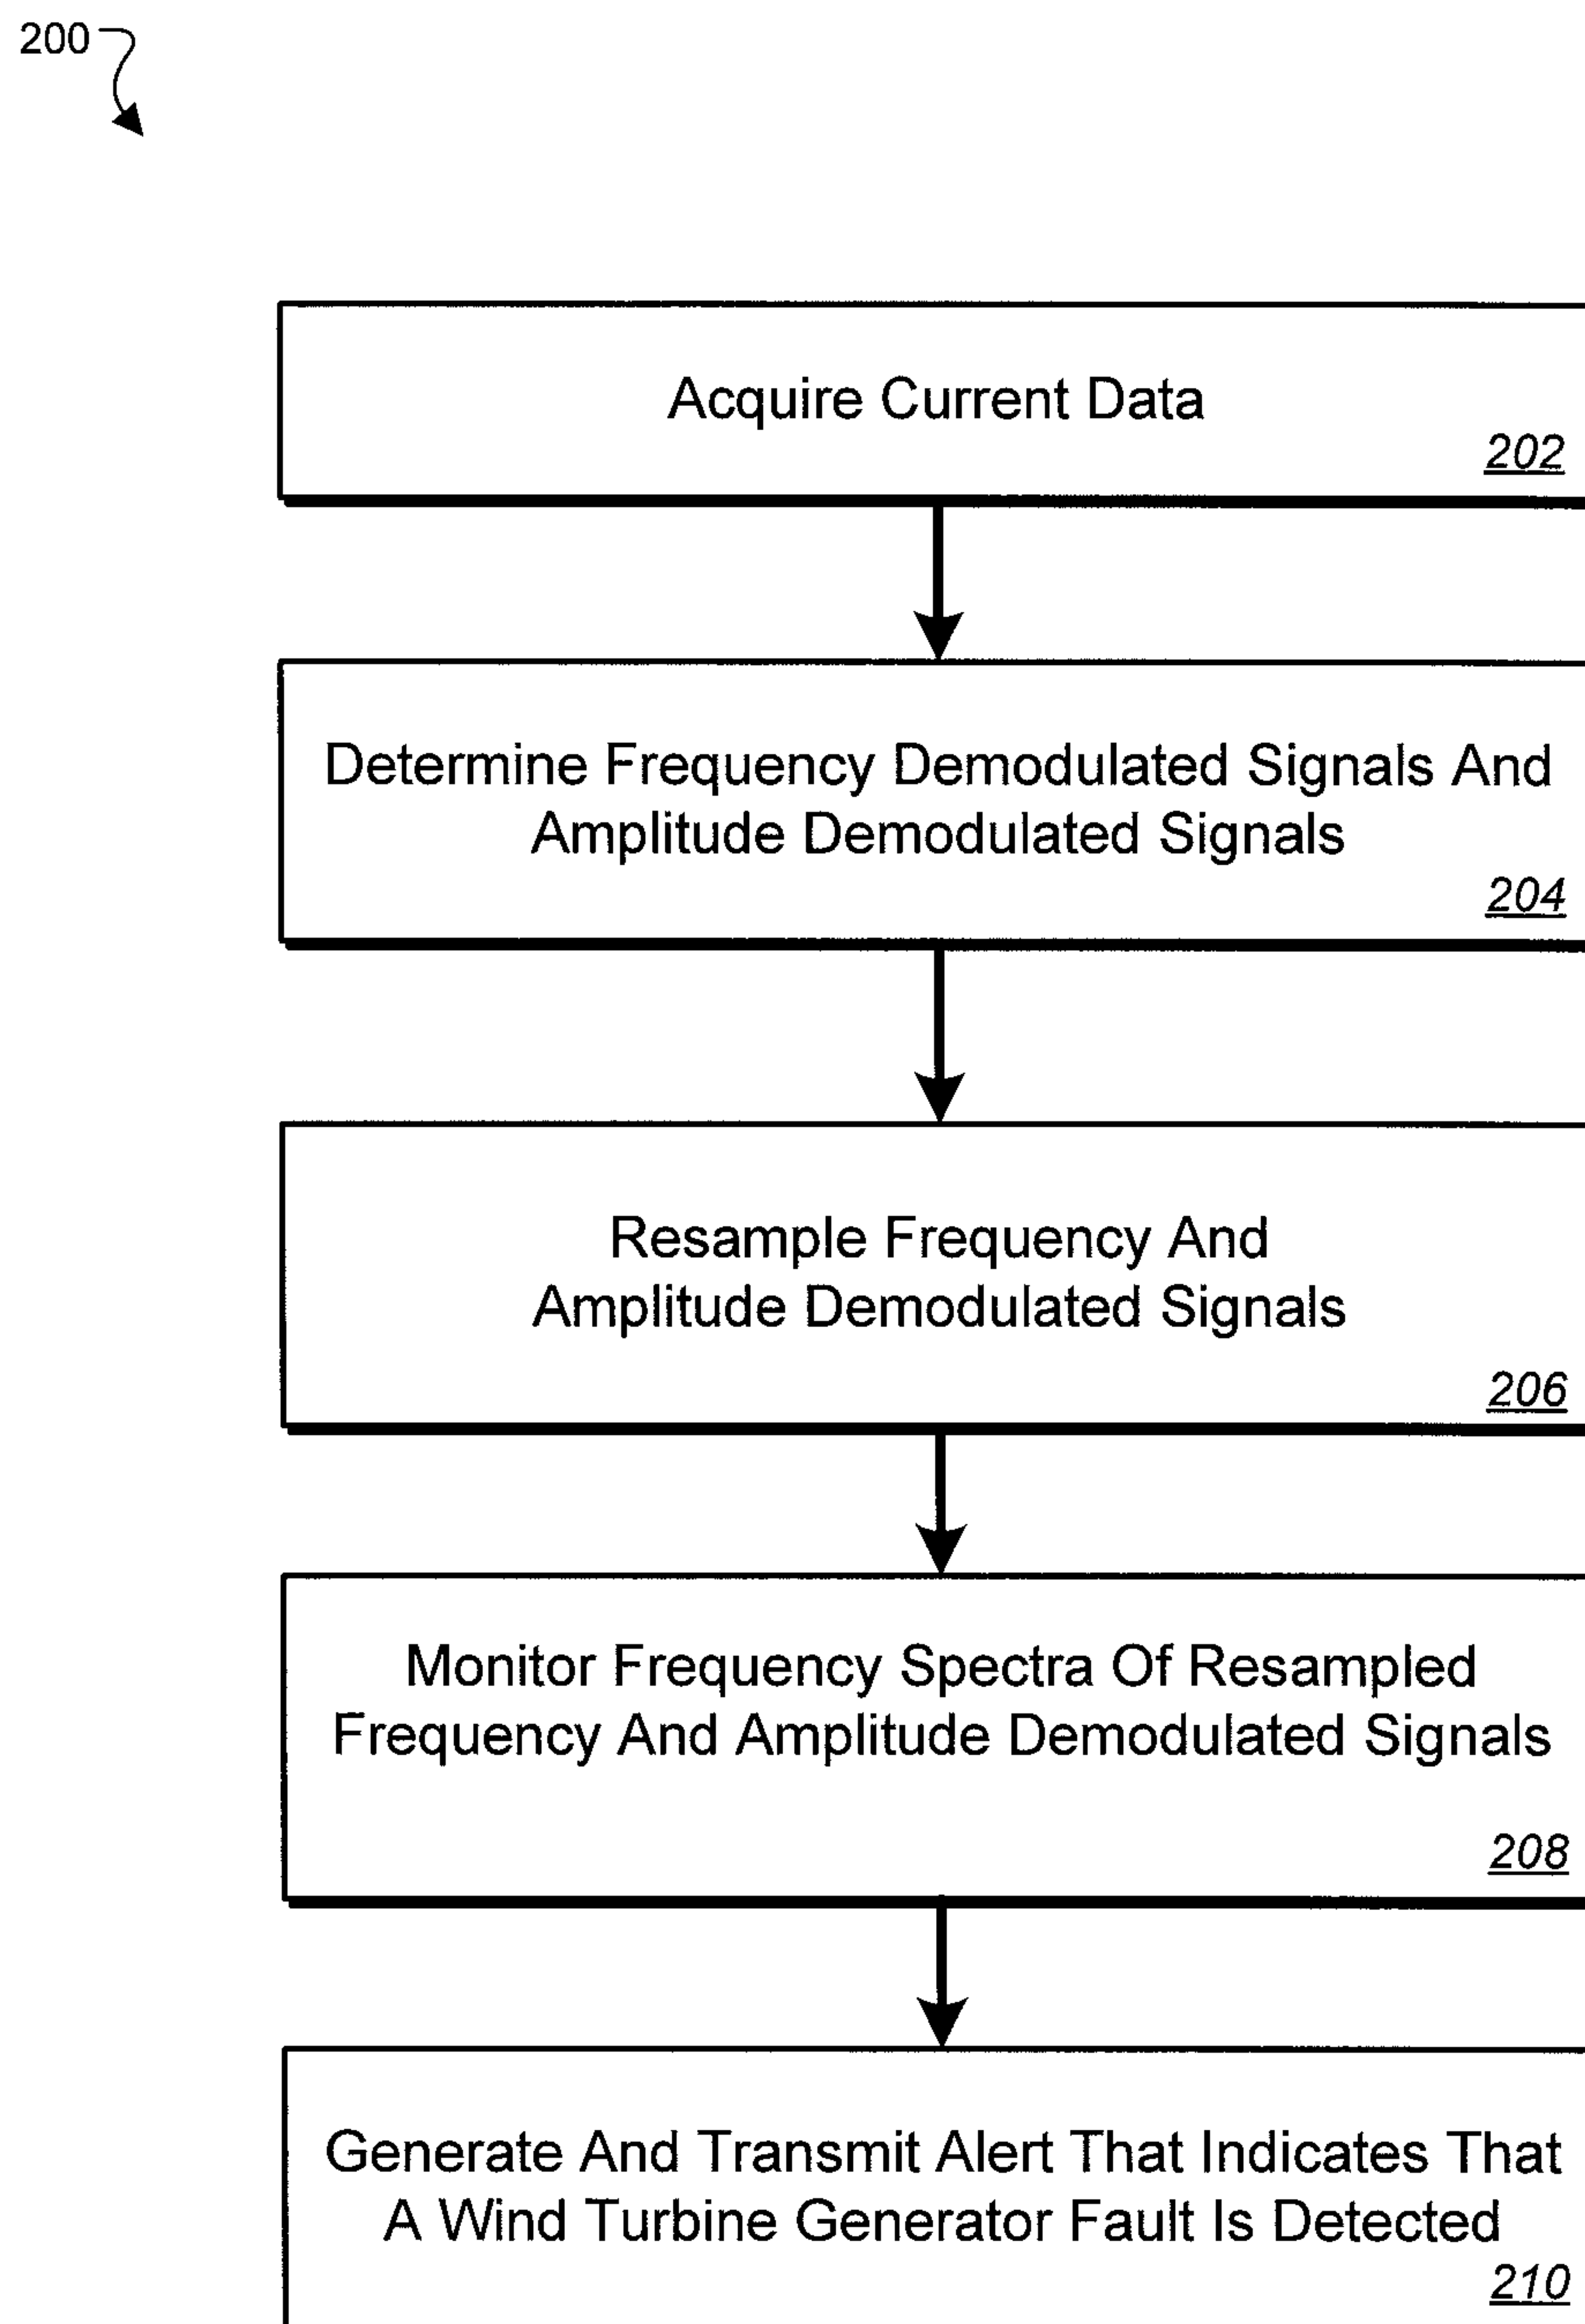 200
Acquire Current Data
202
Determine Frequency Demodulated Signals And
Amplitude Demodulated Signals
204
Resample Frequency And
Amplitude Demodulated Signals
206
Monitor Frequency Spectra Of Resampled
Frequency And Amplitude Demodulated Signals
208
Generate And Transmit Alert That Indicates That
A Wind Turbine Generator Fault Is Detected
210